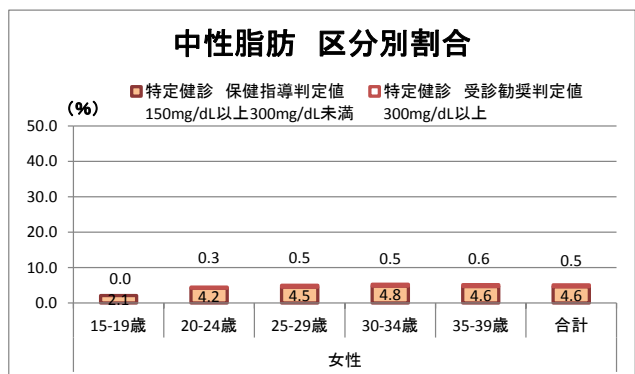 中性脂肪 区分別割合
特定健診 保健指導判定値 特定健診 受診勧奨判定値
150mg/dL以上300mg/dL未満 300mg/dL以上
(%)
50.0
40.0
30.0
20.0
10.0
0.0
0.0 0.3 0.5 0.5 0.6 0.5
2.1 4.2 4.5 4.8 4.6 4.6
15-19歳 20-24歳 25-29歳 30-34歳 35-39歳 合計
女性